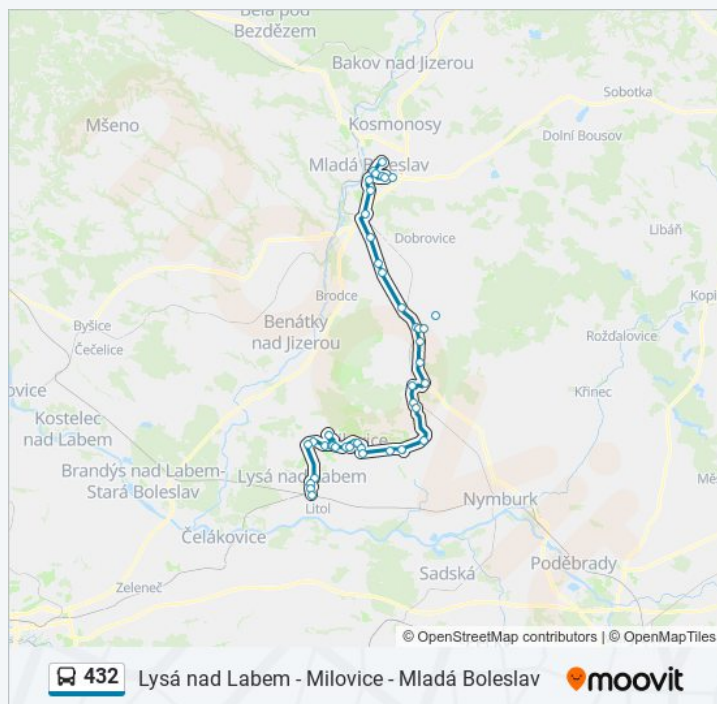 Bělá pod
Bezdězem
Bakov nad Jizerou
Sobotka
Mšeno
Kosmonosy
Dolní Bousov
Mladá Boleslav
Libáň
Dobrovice
Brodce
Kopi
Byšice
Čečelice
Benátky
nad Jizerou
Rožďalovice
ovice
Křinec
Kostelec
nad Labem
Brandýs nad Labem-
Stará Boleslav
Lysá nad Labem
Mě
Litol
Nymburk
Čelákovice
Poděbrady
Sadská
Zeleneč
© OpenStreetMap contributors | © OpenMapTiles
432 Lysá nad Labem - Milovice - Mladá Boleslav moovit